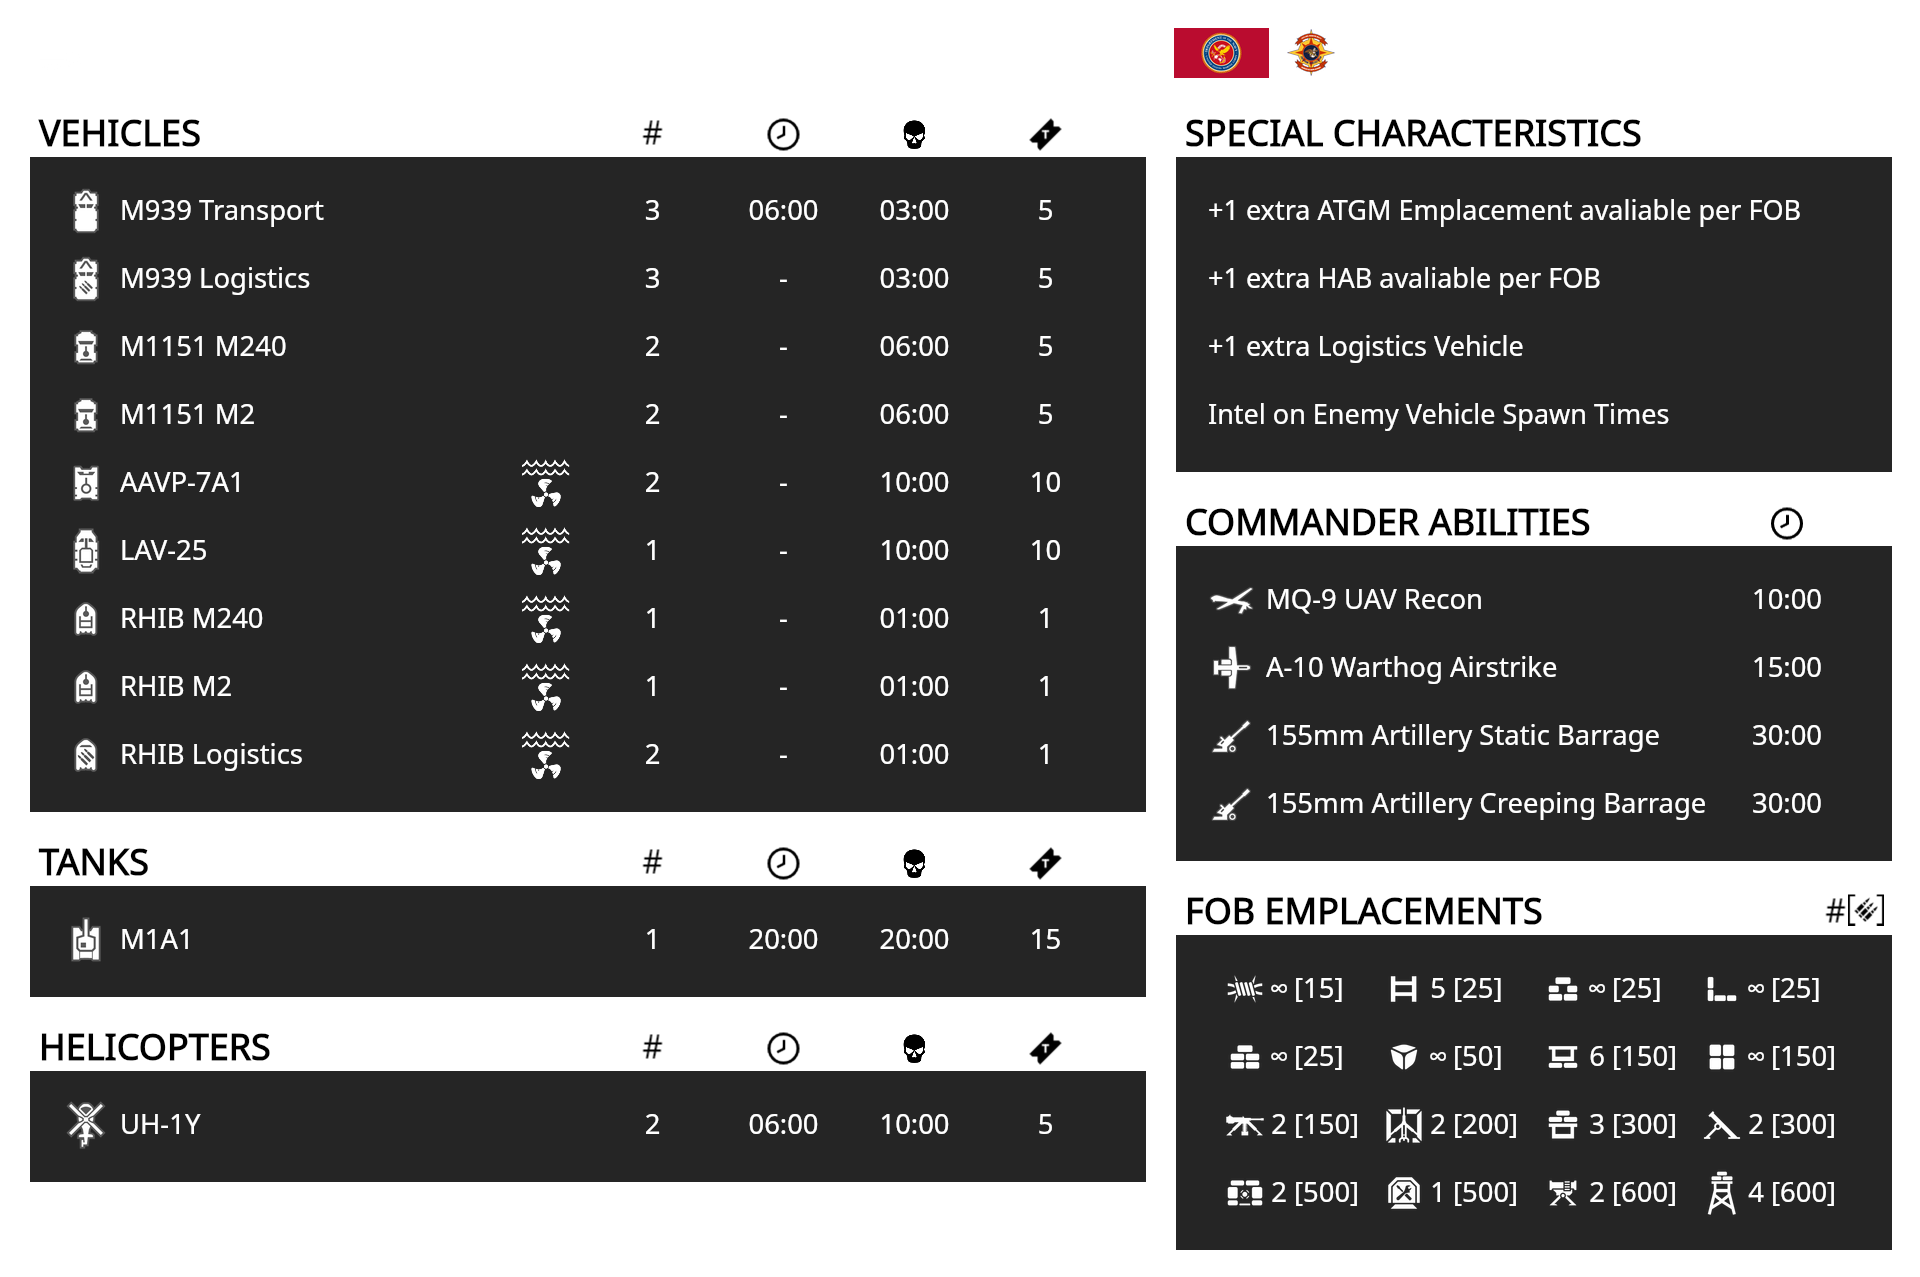 VEHICLES #
M939 Transport 3 06:00 03:00 5
M939 Logistics 3 - 03:00 5
M1151 M240 2 - 06:00 5
M1151 M2 2 - 06:00 5
AAVP-7A1 2 - 10:00 10
LAV-25 1 - 10:00 10
RHIB M240 1 - 01:00 1
RHIB M2 1 - 01:00 1
RHIB Logistics 2 - 01:00 1
TANKS #
M1A1 1 20:00 20:00 15
HELICOPTERS #
UH-1Y 2 06:00 10:00 5
SPECIAL CHARACTERISTICS
+1 extra ATGM Emplacement avaliable per FOB
+1 extra HAB avaliable per FOB
+1 extra Logistics Vehicle
Intel on Enemy Vehicle Spawn Times
COMMANDER ABILITIES
MQ-9 UAV Recon 10:00
A-10 Warthog Airstrike 15:00
155mm Artillery Static Barrage 30:00
155mm Artillery Creeping Barrage 30:00
FOB EMPLACEMENTS #[]
∞ [15] 5 [25] ∞ [25] ∞ [25]
∞ [25] ∞ [50] 6 [150] ∞ [150]
2 [150] 2 [200] 3 [300] 2 [300]
2 [500] 1 [500] 2 [600] 4 [600]